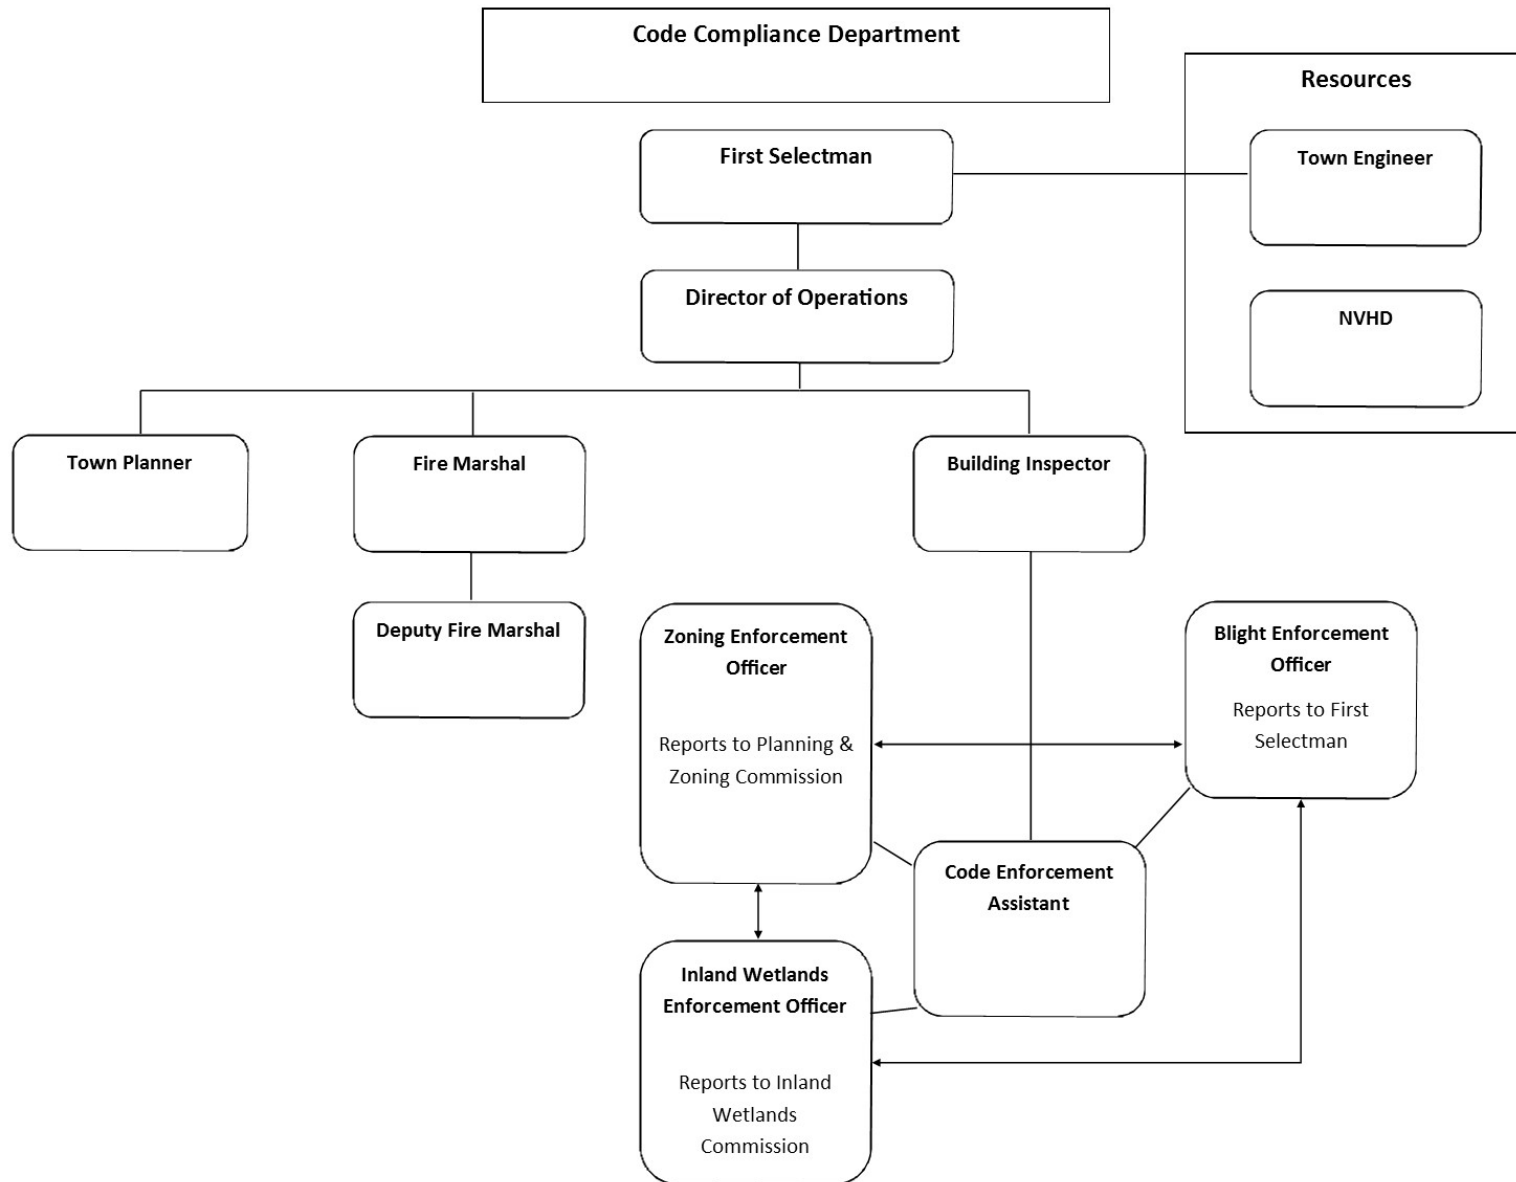 Code Compliance Department
Resources
First Selectman
Town Engineer
Director of Operations
NVHD
Town Planner
Fire Marshal
Building Inspector
Deputy Fire Marshal
Zoning Enforcement
Officer
Reports to Planning &
Zoning Commission
Blight Enforcement
Officer
Reports to First
Selectman
Code Enforcement
Assistant
Inland Wetlands
Enforcement Officer
Reports to Inland
Wetlands
Commission